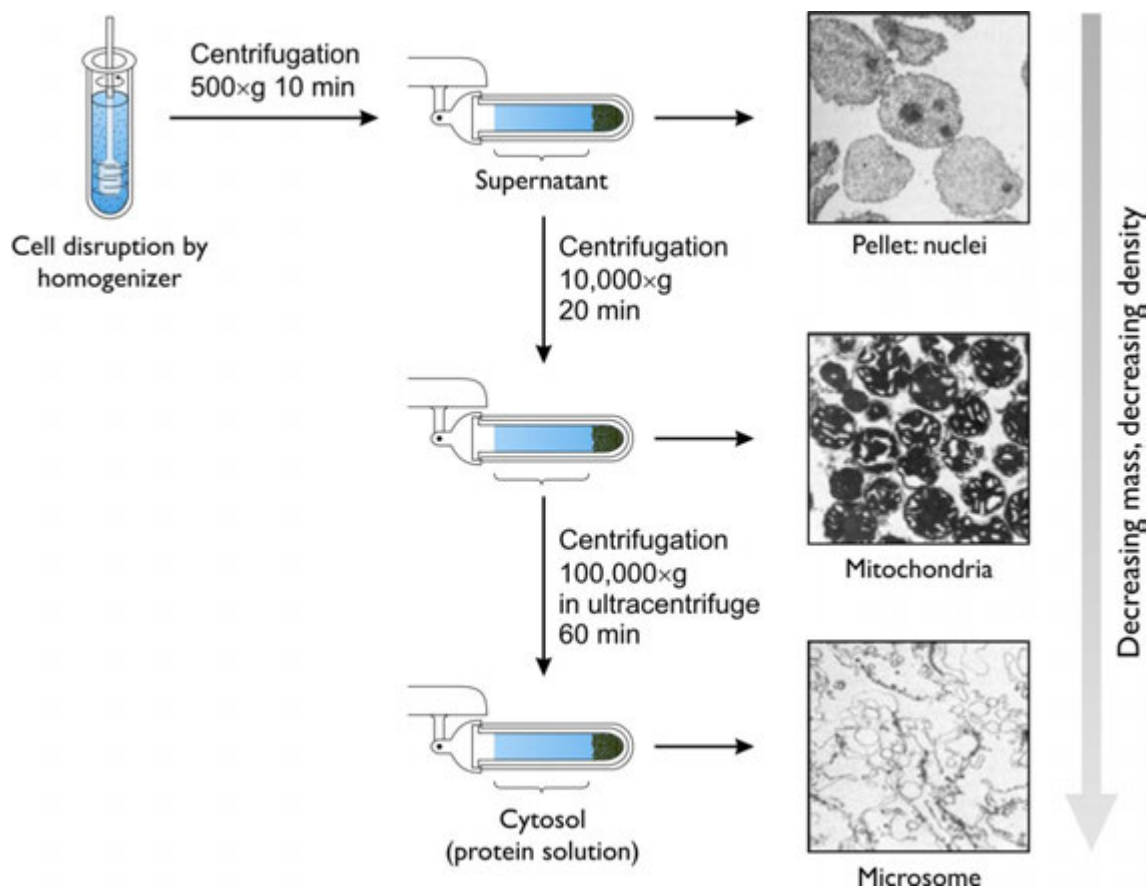 Centrifugation
500×g 10 min
Supernatant
Cell disruption by
homogenizer
Pellet: nuclei
Centrifugation
10,000×g
20 min
Mitochondria
Centrifugation
100,000×g
in ultracentrifuge
60 min
Cytosol
(protein solution)
Microsome
Decreasing mass, decreasing density